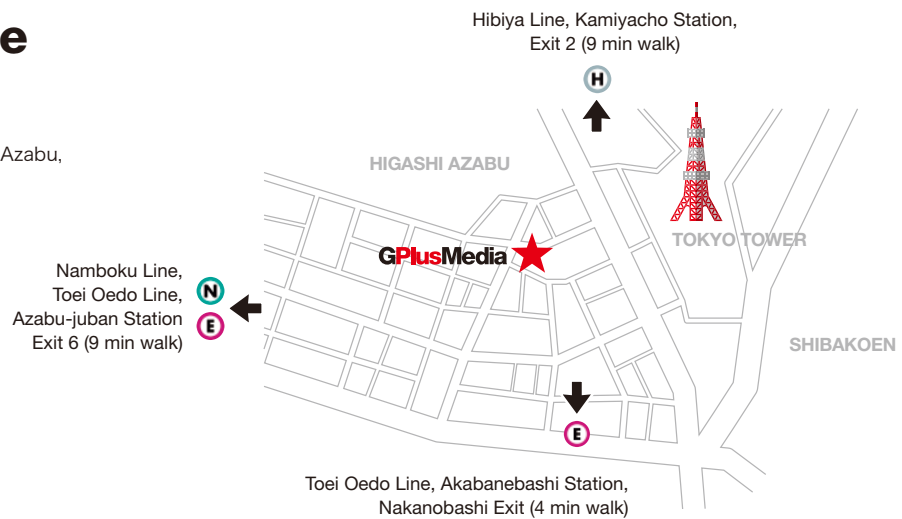 e
Azabu,
Hibiya Line, Kamiyacho Station,
Exit 2 (9 min walk)
H
HIGASHI AZABU
TOKYO TOWER
GPlusMedia
Namboku Line,
Toei Oedo Line,
Azabu-juban Station
Exit 6 (9 min walk)
N
E
SHIBAKOEN
E
Toei Oedo Line, Akabanebashi Station,
Nakanobashi Exit (4 min walk)